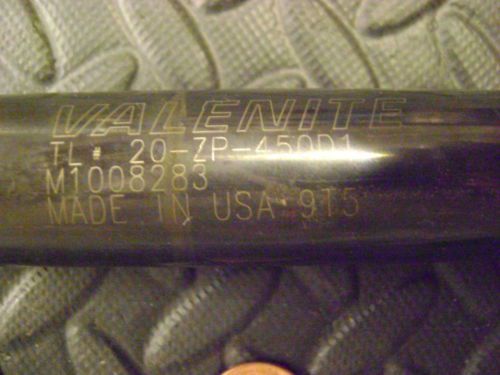 VALENITE
TL # 20-ZP-450D1
M1008283
MADE IN USA 9T5